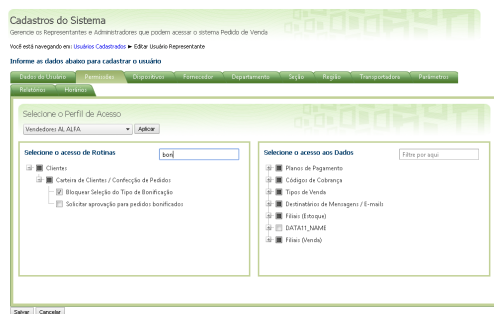 Cadastros do Sistema
Gerencie os Representantes e Administradores que podem acessar o sistema Pedido de Venda
Você está navegando em: Usuários Cadastrados ► Editar Usuário Representante
Informe as dados abaixo para cadastrar o usuário
Dados do Usuário Permissões Dispositivos Fornecedor Departamento Seção Região Transportadora Parâmetros
Relatórios Horários
Selecione o Perfil de Acesso
Vendedores AL ALFA Aplicar
Selecione o acesso de Rotinas bon
Clientes
Carteira de Clientes / Confecção de Pedidos
Bloquear Seleção do Tipo de Bonificação
Solicitar aprovação para pedidos bonificados
Selecione o acesso aos Dados Filtre por aqui
Planos de Pagamento
Códigos de Cobrança
Tipos de Venda
Destinatários de Mensagens / E-mails
Filiais (Estoque)
DATA11_NAME
Filiais (Venda)
Salvar Cancelar